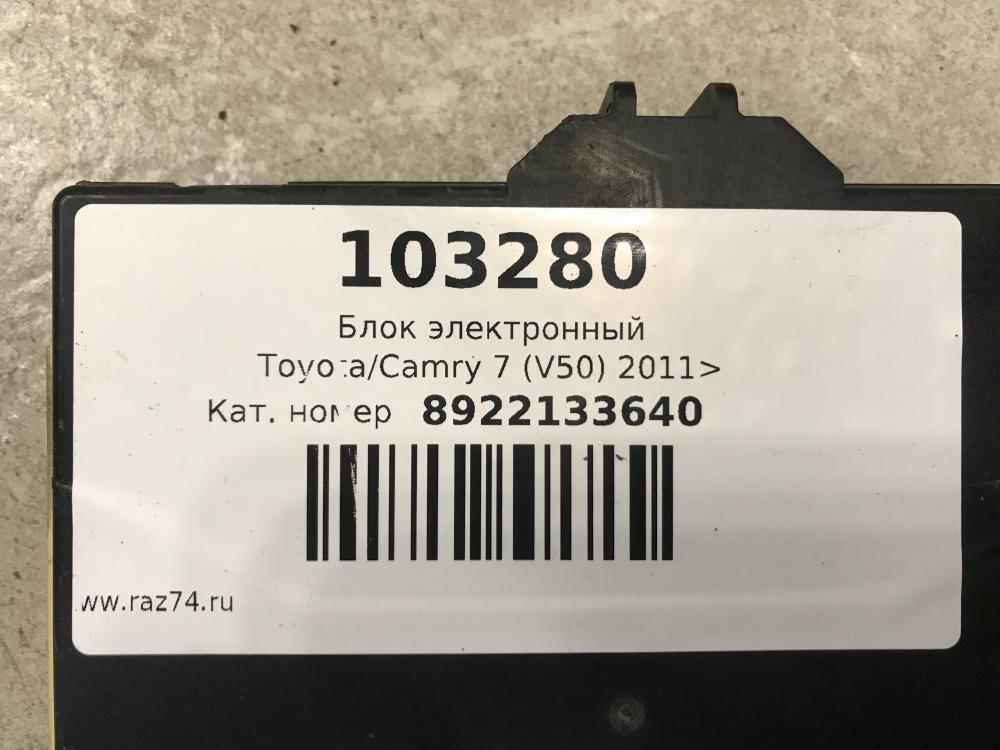 103280
Блок электронный
Toyota/Camry 7 (V50) 2011>
Кат. номер 8922133640
ww.raz74.ru